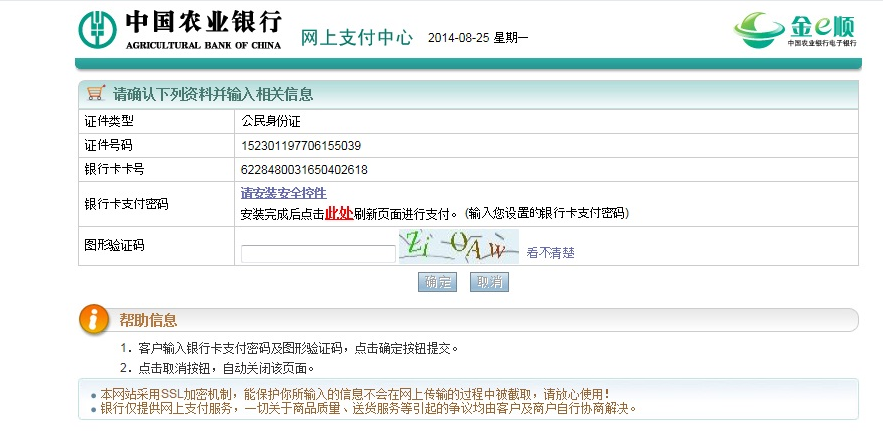 中国农业银行
AGRICULTURAL BANK OF CHINA
网上支付中心 2014-08-25 星期一
金e顺
中国农业银行电子银行
请确认下列资料并输入相关信息
证件类型 公民身份证
证件号码 152301197706155039
银行卡卡号 6228480031650402618
银行卡支付密码 请安装安全控件
安装完成后点击此处刷新页面进行支付。(输入您设置的银行卡支付密码)
图形验证码 Zi OAW 看不清楚
确定 取消
帮助信息
1. 客户输入银行卡支付密码及图形验证码，点击确定按钮提交。
2. 点击取消按钮，自动关闭该页面。
本网站采用SSL加密机制，能保护你所输入的信息不会在网上传输的过程中被截取，请放心使用！
银行仅提供网上支付服务，一切关于商品质量、送货服务等引起的争议均由客户及商户自行协商解决。